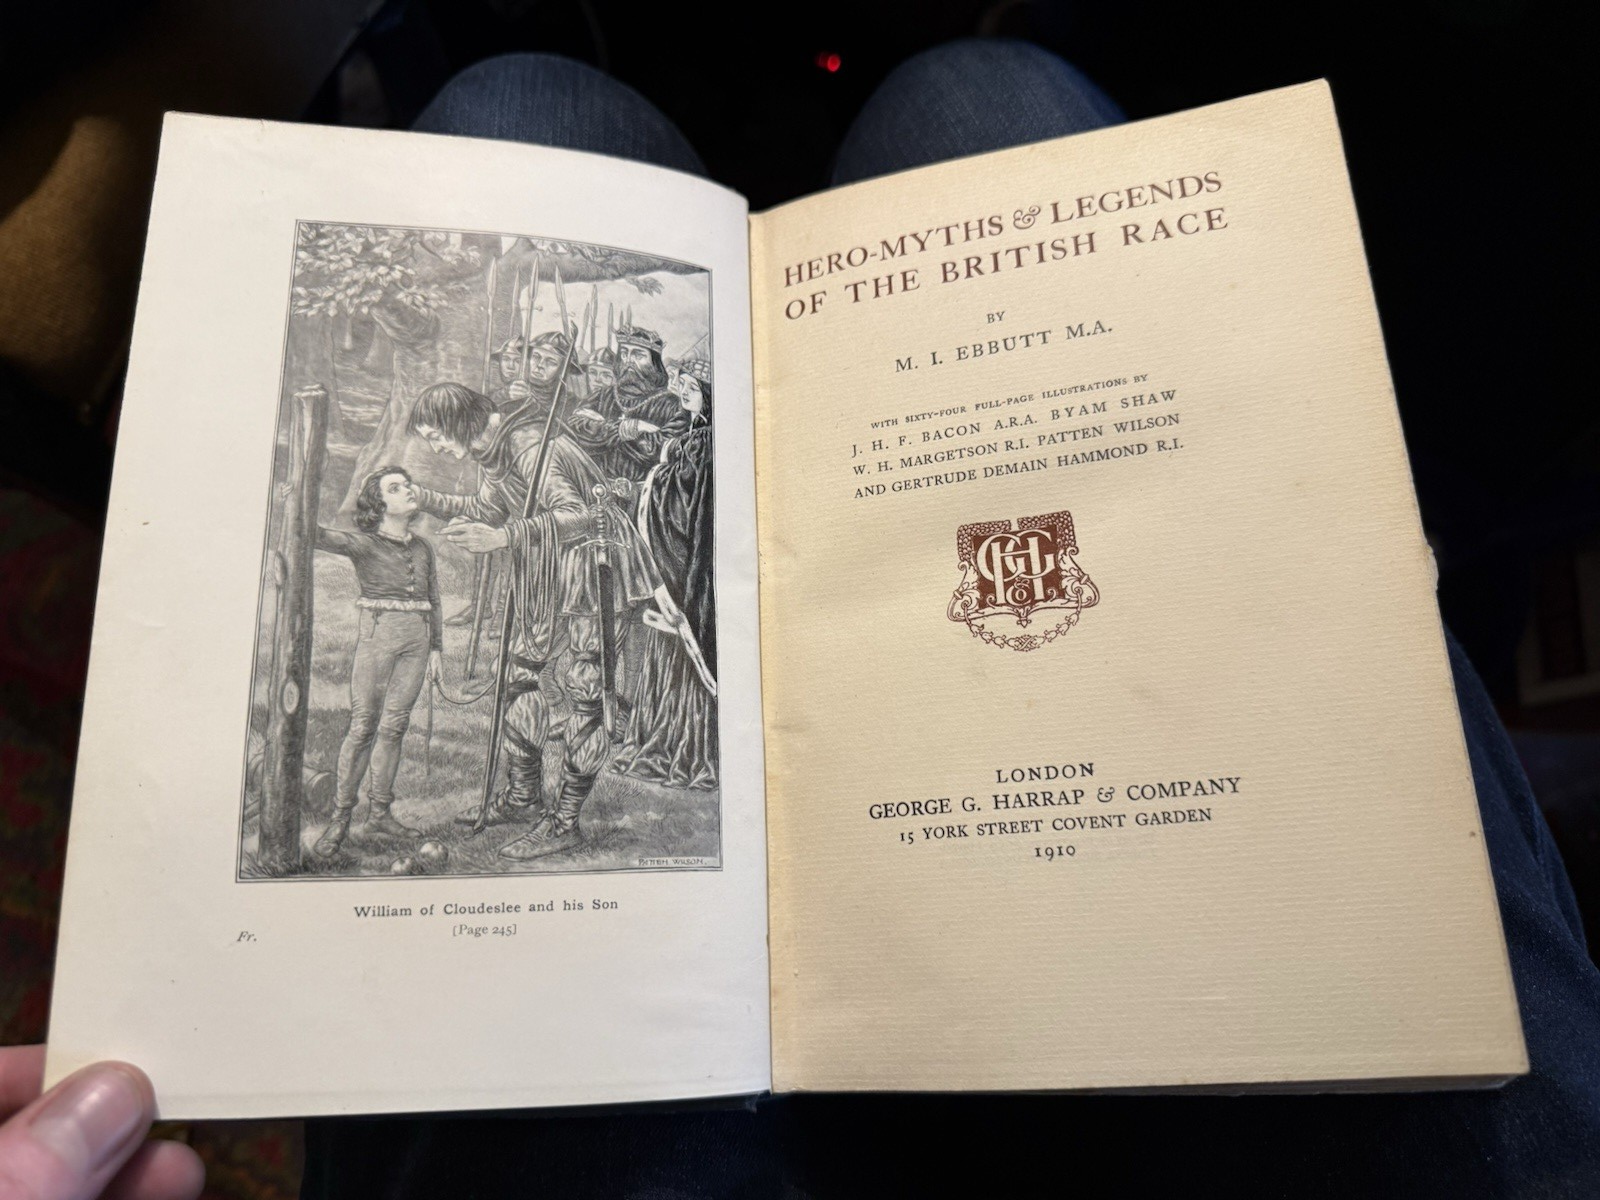 PATTEN WILSON.
William of Cloudeslee and his Son
[Page 245]
Fr.
HERO-MYTHS & LEGENDS
OF THE BRITISH RACE
BY
M. I. EBBUTT M.A.
WITH SIXTY-FOUR FULL-PAGE ILLUSTRATIONS BY
J. H. F. BACON A.R.A. BYAM SHAW
W. H. MARGETSON R.I. PATTEN WILSON
AND GERTRUDE DEMAIN HAMMOND R.I.
LONDON
GEORGE G. HARRAP & COMPANY
15 YORK STREET COVENT GARDEN
1910